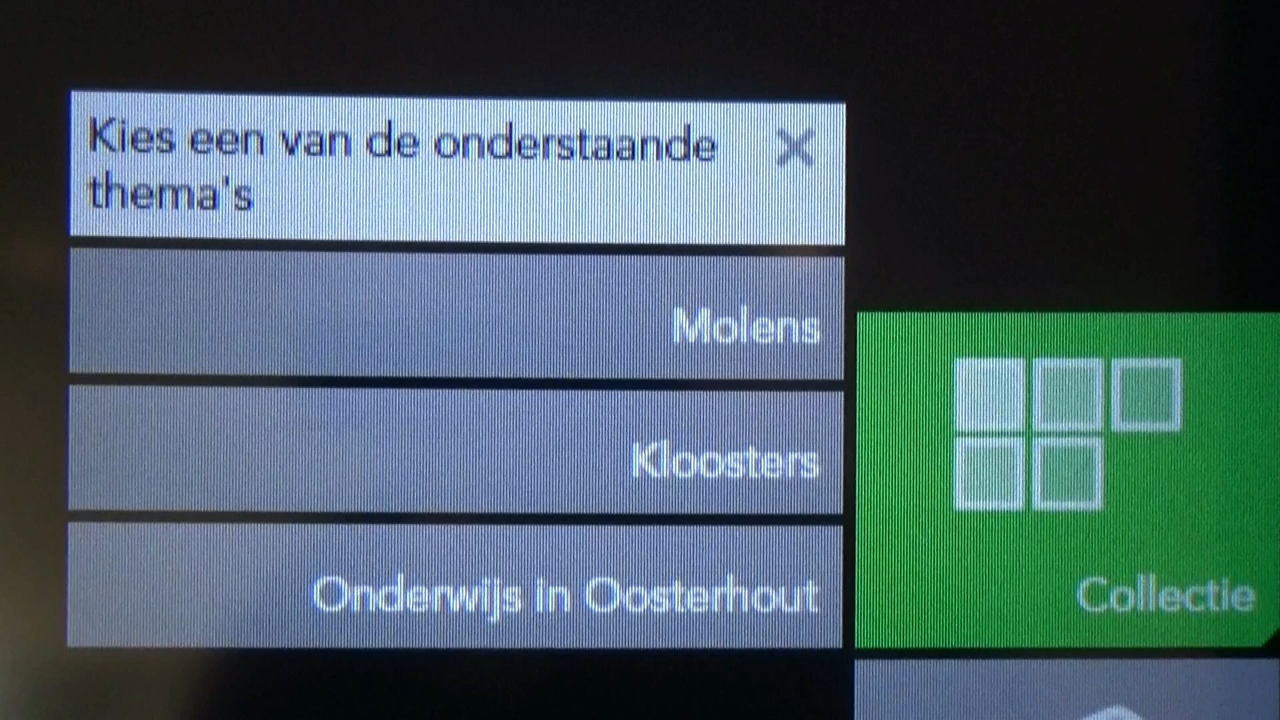 Kies een van de onderstaande
thema's
Molens
Kloosters
Onderwijs in Oosterhout
Collectie